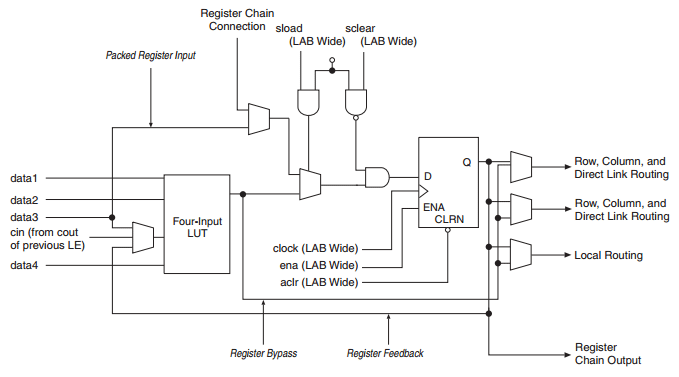 Register Chain
Connection
sload
(LAB Wide)
sclear
(LAB Wide)
Packed Register Input
data1
data2
data3
cin (from cout
of previous LE)
data4
Four-Input
LUT
D
Q
ENA
CLRN
clock (LAB Wide)
ena (LAB Wide)
aclr (LAB Wide)
Row, Column, and
Direct Link Routing
Row, Column, and
Direct Link Routing
Local Routing
Register Bypass
Register Feedback
Register
Chain Output